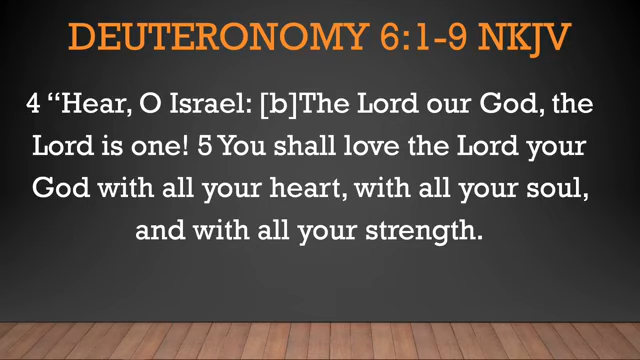 DEUTERONOMY 6:1-9 NKJV
4 “Hear, O Israel: [b]The Lord our God, the
Lord is one! 5 You shall love the Lord your
God with all your heart, with all your soul,
and with all your strength.